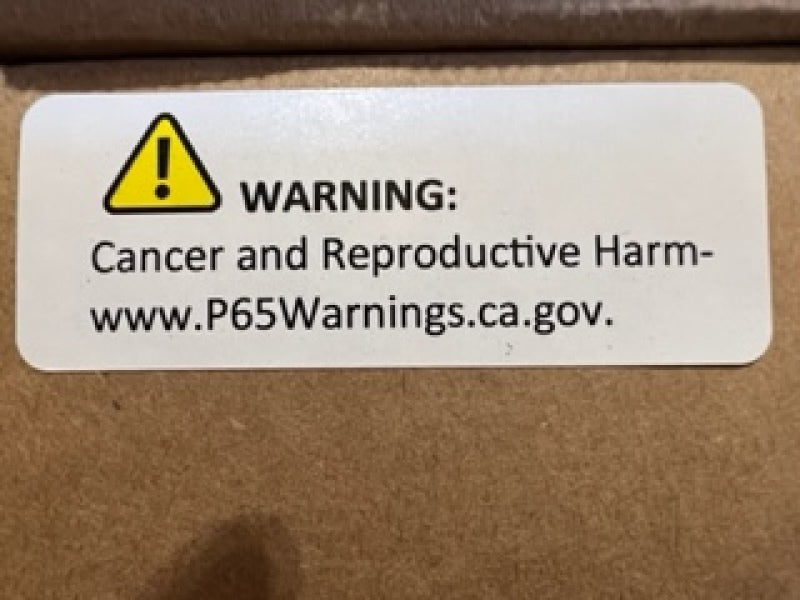 WARNING:
Cancer and Reproductive Harm-
www.P65Warnings.ca.gov.